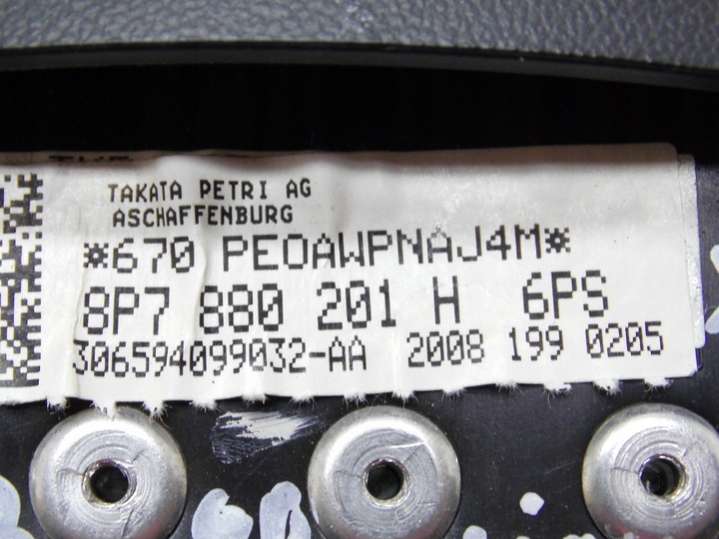 TAKATA PETRI AG
ASCHAFFENBURG
*670 PEOAWPNAJ4M*
8P7 880 201 H 6PS
306594099032-AA 2008 199 0205